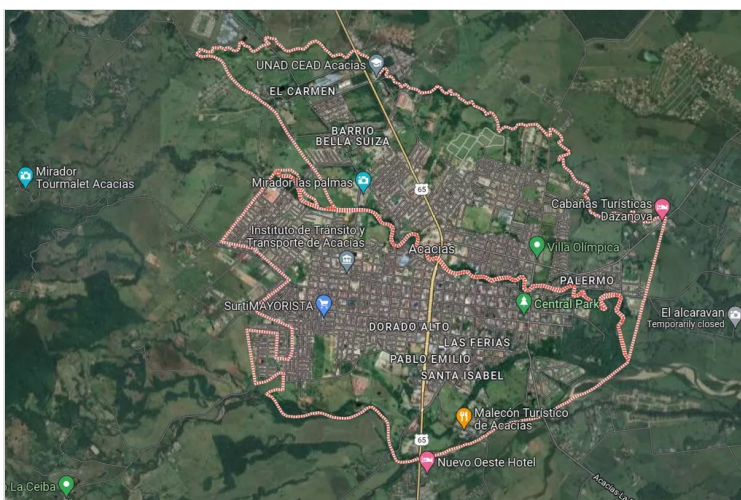 UNAD CEAD Acacias
EL CARMEN
BARRIO
BELLA SUIZA
Mirador
Tourmalet Acacias
Mirador las palmas
65
Cabañas Turísticas
Dazanova
Instituto de Tránsito y
Transporte de Acacias
Acacías
Villa Olímpica
PALERMO
SurtiMAYORISTA
Central Park
El alcaravan
Temporarily closed
DORADO ALTO
LAS FERIAS
PABLO EMILIO
SANTA ISABEL
Malecón Turístico
de Acacias
65
Nuevo Oeste Hotel
La Ceiba